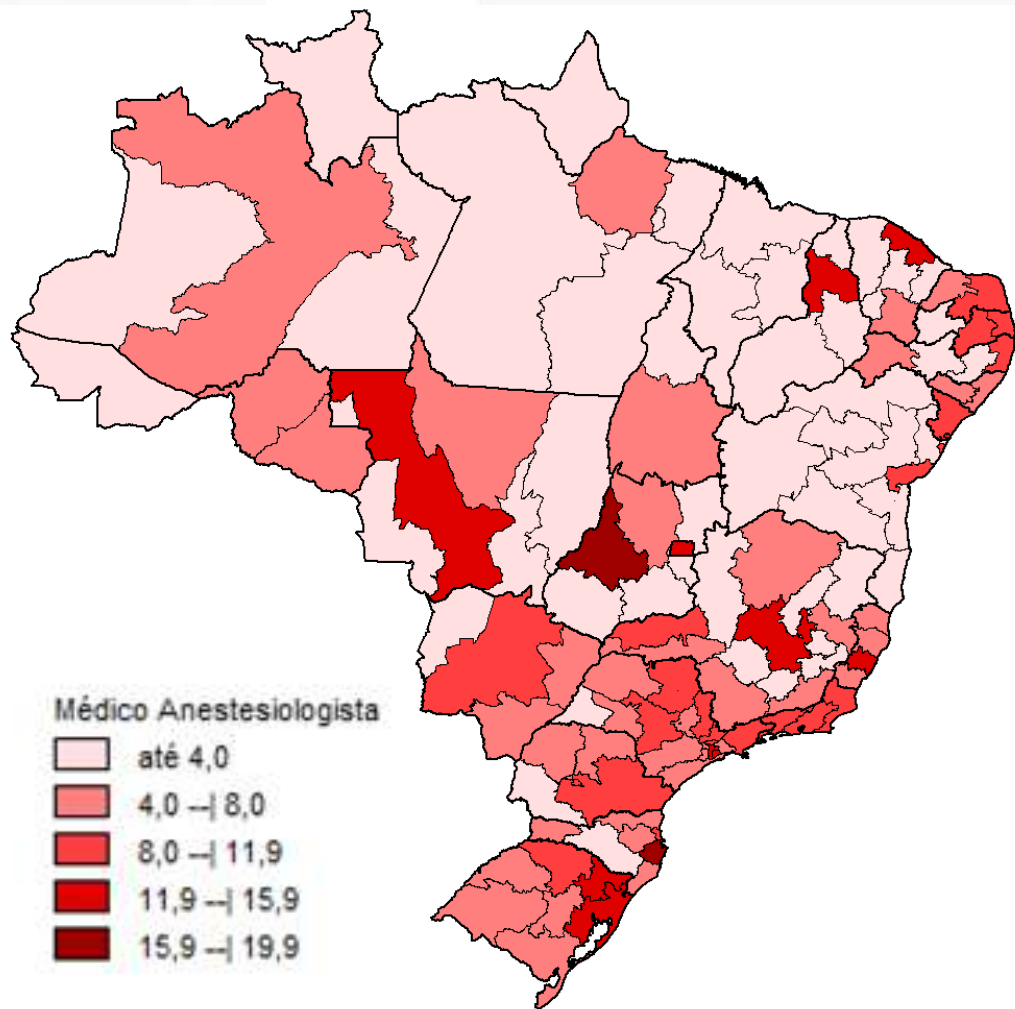 Médico Anestesiologista
até 4,0
4,0 --| 8,0
8,0 --| 11,9
11,9 --| 15,9
15,9 --| 19,9